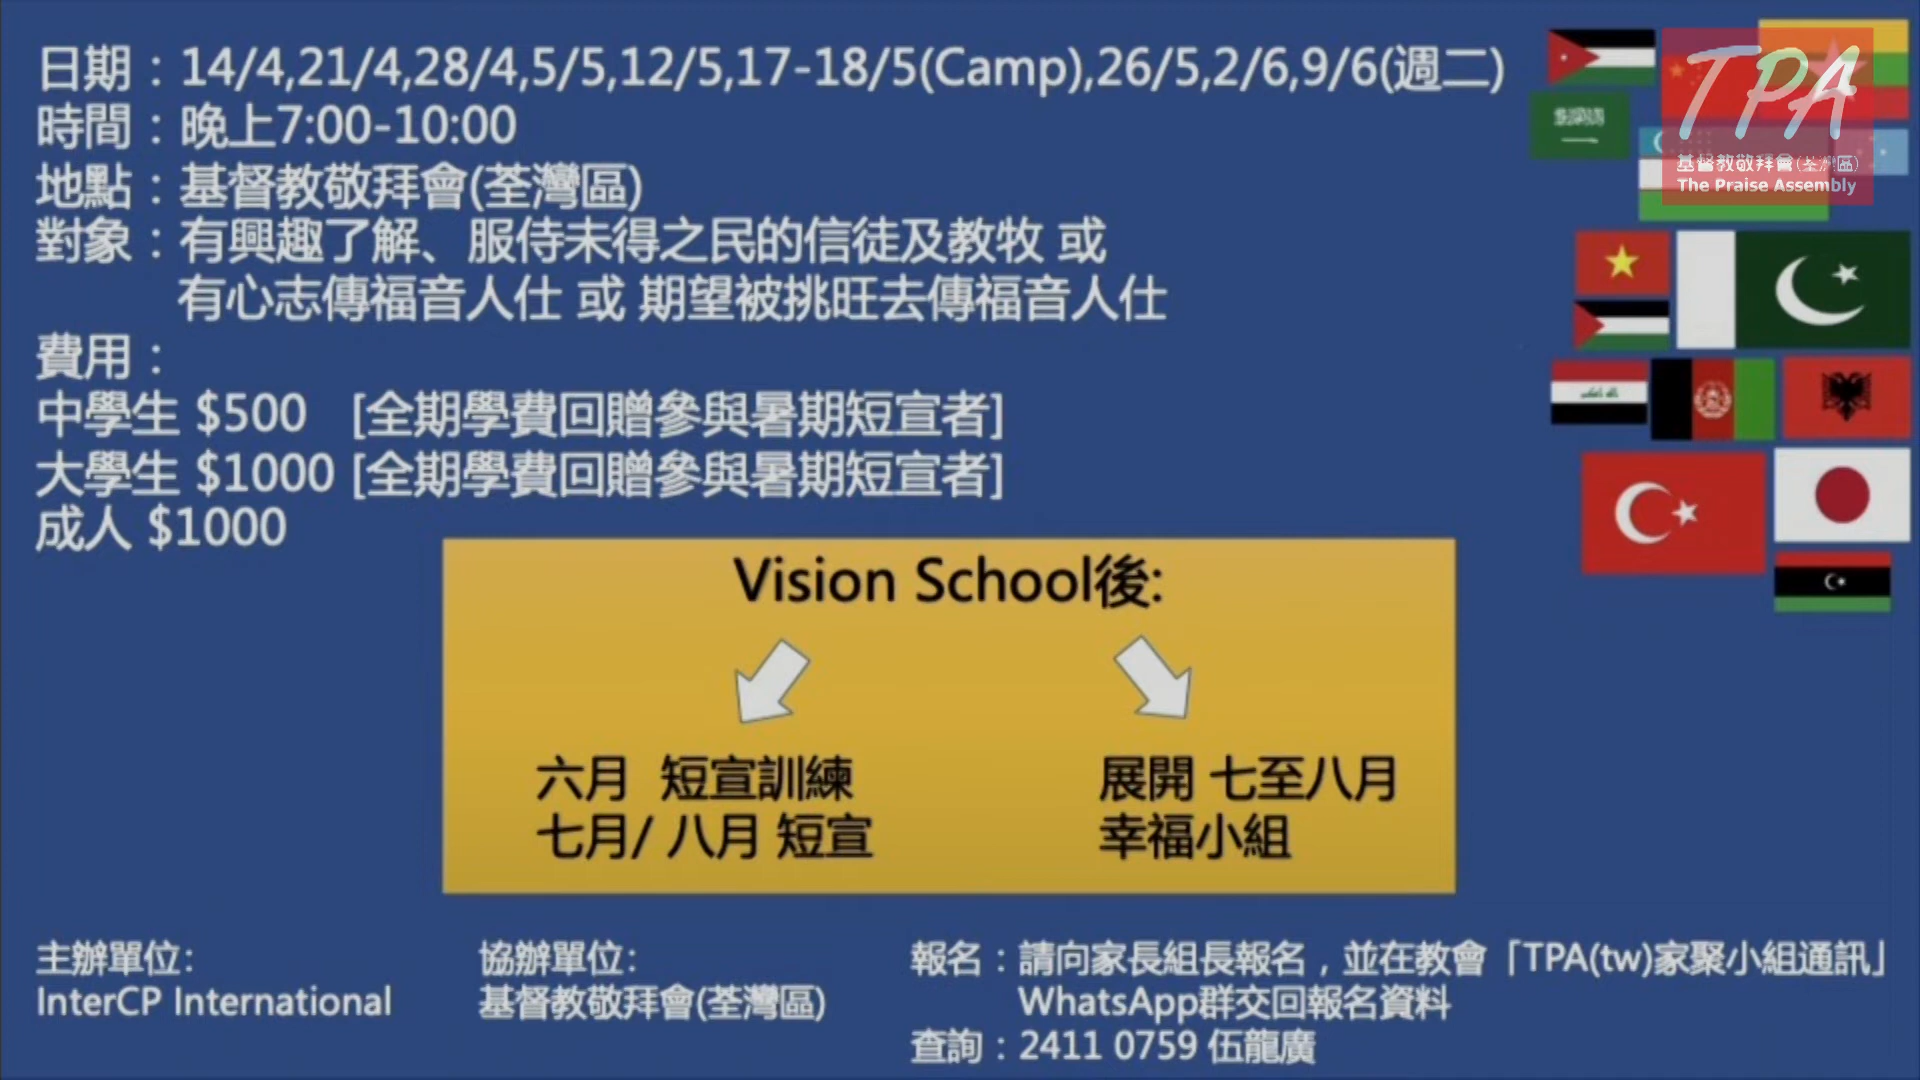 日期：14/4,21/4,28/4,5/5,12/5,17-18/5(Camp),26/5,2/6,9/6(週二)
時間：晚上7:00-10:00
地點：基督教敬拜會(荃灣區)
對象：有興趣了解、服侍未得之民的信徒及教牧 或
有心志傳福音人仕 或 期望被挑旺去傳福音人仕
費用：
中學生 $500 [全期學費回贈參與暑期短宣者]
大學生 $1000 [全期學費回贈參與暑期短宣者]
成人 $1000
TPA
基督教敬拜會(荃灣區)
The Praise Assembly
Vision School後:
六月 短宣訓練
七月/ 八月 短宣
展開 七至八月
幸福小組
主辦單位:
InterCP International
協辦單位:
基督教敬拜會(荃灣區)
報名：請向家長組長報名，並在教會「TPA(tw)家聚小組通訊」
WhatsApp群交回報名資料
查詢：2411 0759 伍龍廣